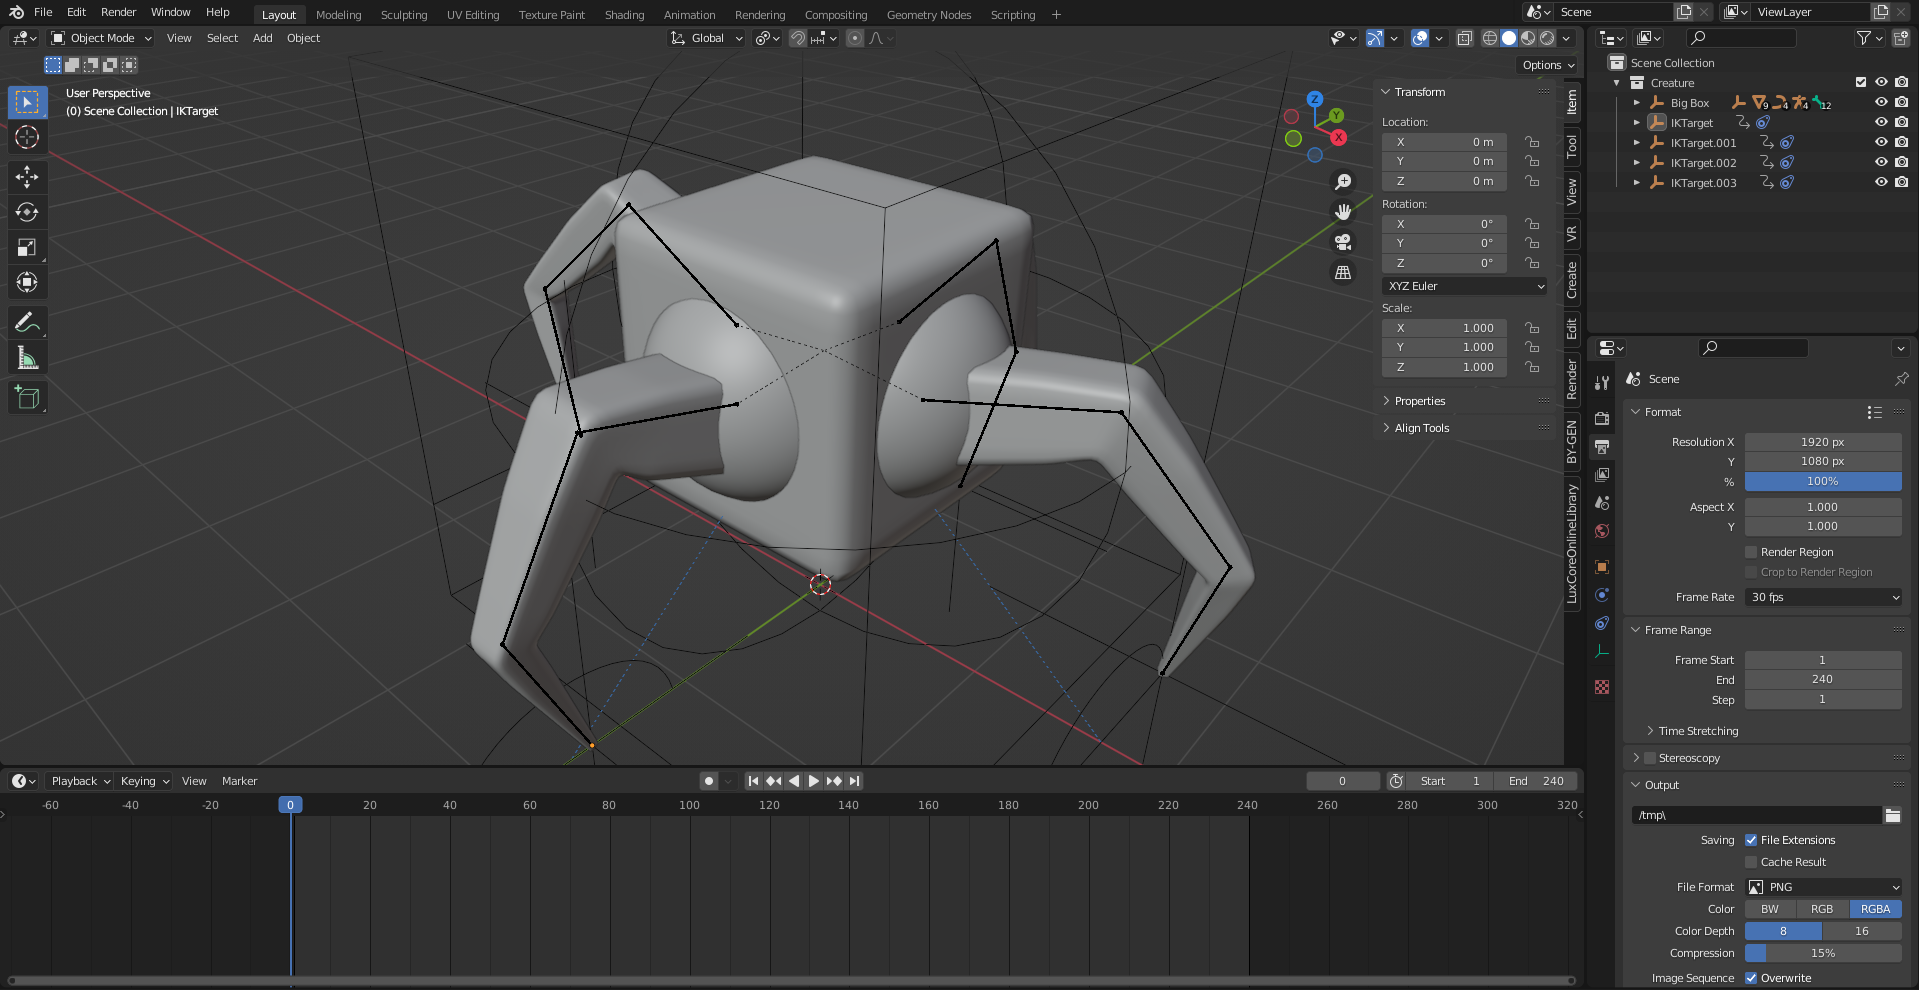 File Edit Render Window Help Layout Modeling Sculpting UV Editing Texture Paint Shading Animation Rendering Compositing Geometry Nodes Scripting + Scene ViewLayer
Object Mode View Select Add Object Global
Options
User Perspective
(0) Scene Collection | IKTarget
Z
Y
X
Transform
Location:
X 0 m
Y 0 m
Z 0 m
Rotation:
X 0°
Y 0°
Z 0°
XYZ Euler
Scale:
X 1.000
Y 1.000
Z 1.000
Properties
Align Tools
Item
Tool
View
VR
Create
Edit
Render
BY-GEN
LuxCoreOnlineLibrary
Scene Collection
Creature
Big Box 9 4 4 12
IKTarget
IKTarget.001
IKTarget.002
IKTarget.003
Scene
Format
Resolution X 1920 px
Y 1080 px
% 100%
Aspect X 1.000
Y 1.000
Render Region
Crop to Render Region
Frame Rate 30 fps
Frame Range
Frame Start 1
End 240
Step 1
Time Stretching
Stereoscopy
Output
/tmp\
Saving File Extensions
Cache Result
File Format PNG
Color BW RGB RGBA
Color Depth 8 16
Compression 15%
Image Sequence Overwrite
Playback Keying View Marker 0 Start 1 End 240
-60 -40 -20 0 20 40 60 80 100 120 140 160 180 200 220 240 260 280 300 320